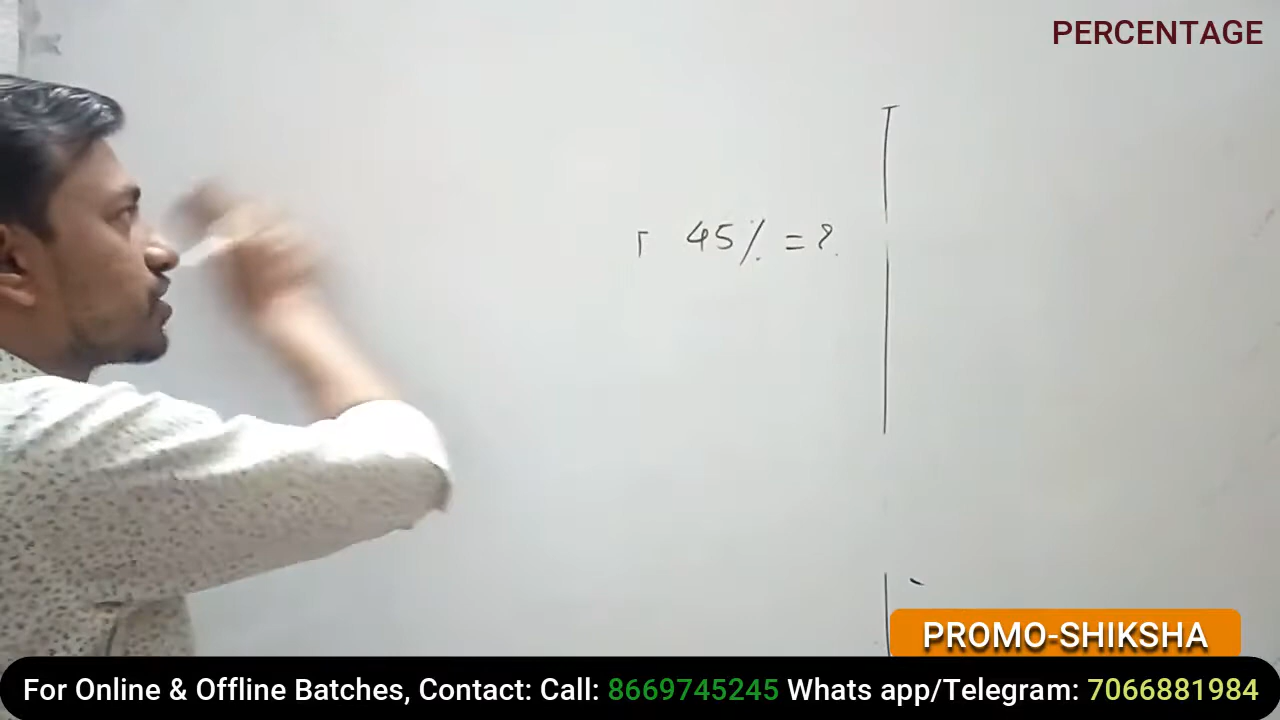 PERCENTAGE
45% = ?
PROMO-SHIKSHA
For Online & Offline Batches, Contact: Call: 8669745245 Whats app/Telegram: 7066881984